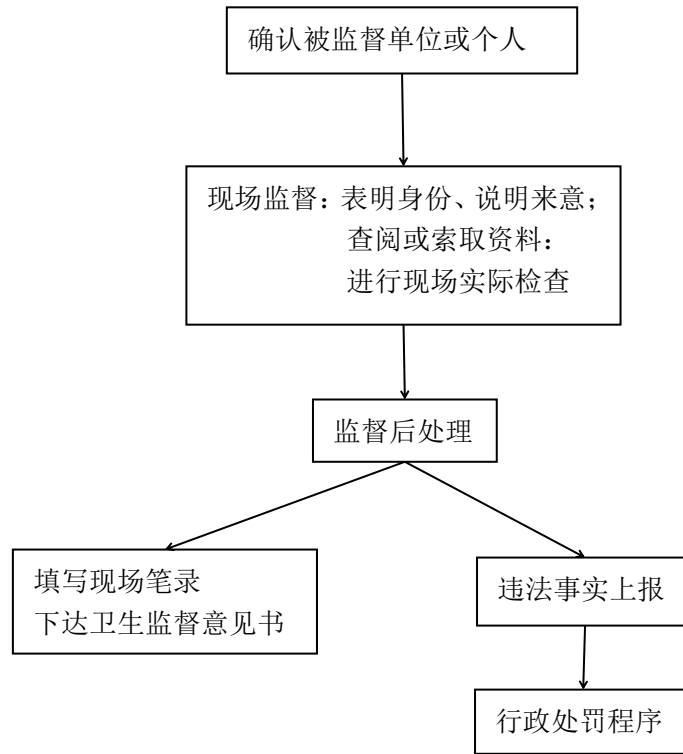 确认被监督单位或个人
现场监督：表明身份、说明来意；
查阅或索取资料：
进行现场实际检查
监督后处理
填写现场笔录
下达卫生监督意见书
违法事实上报
行政处罚程序